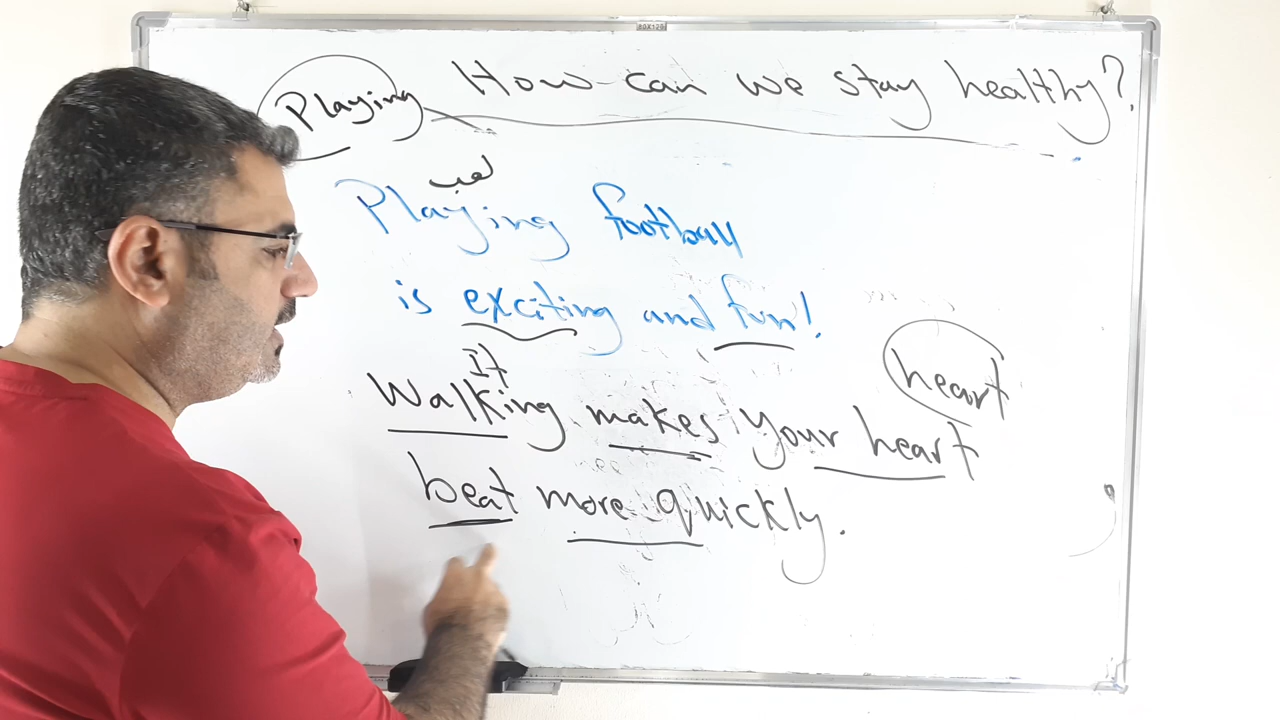 Playing How can we stay healthy?
لعب
Playing football
is exciting and fun!
It
Walking makes your heart
heart
beat more quickly.